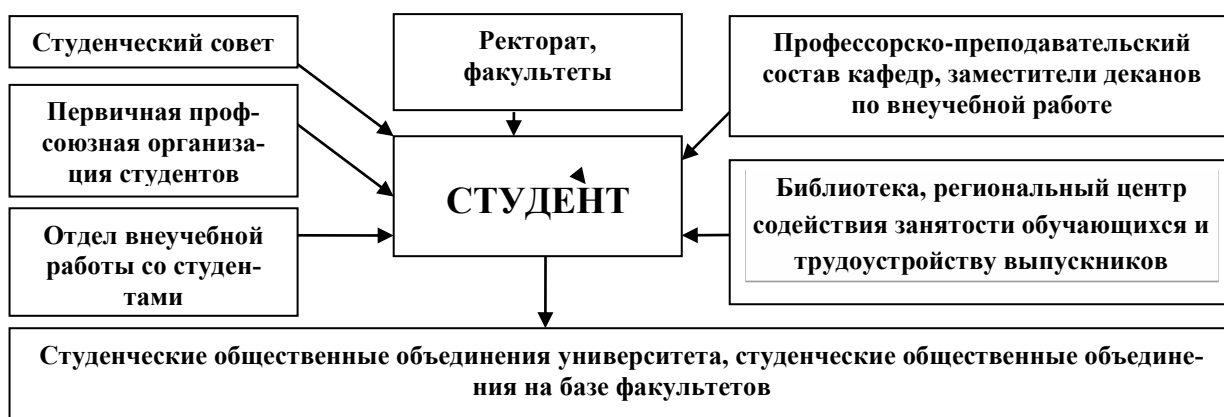 Студенческий совет
Ректорат,
факультеты
Профессорско-преподавательский
состав кафедр, заместители деканов
по внеучебной работе
Первичная проф-
союзная организа-
ция студентов
СТУДЕНТ
Библиотека, региональный центр
содействия занятости обучающихся и
трудоустройству выпускников
Отдел внеучебной
работы со студен-
тами
Студенческие общественные объединения университета, студенческие общественные объедине-
ния на базе факультетов